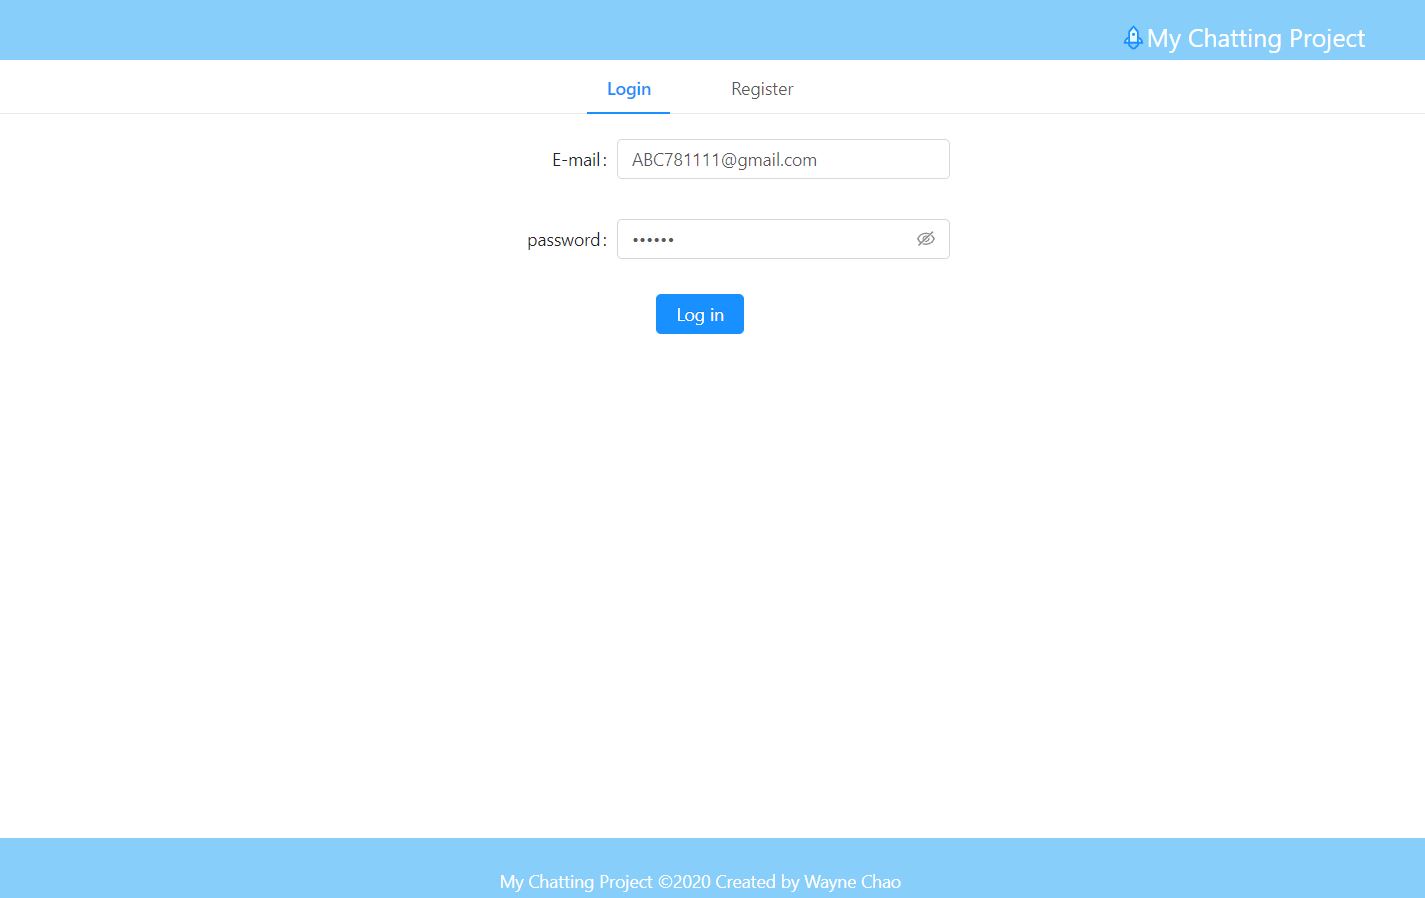 My Chatting Project
Login Register
E-mail: ABC781111@gmail.com
password: ••••••
Log in
My Chatting Project ©2020 Created by Wayne Chao